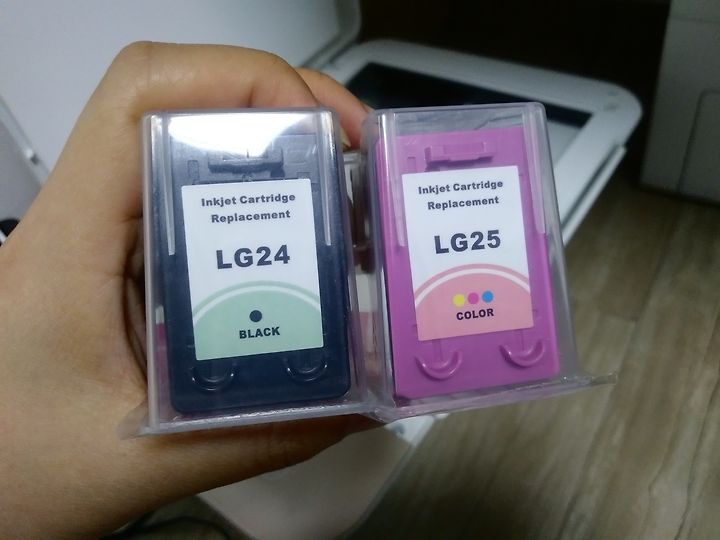 Inkjet Cartridge
Replacement
LG24
BLACK
Inkjet Cartridge
Replacement
LG25
COLOR